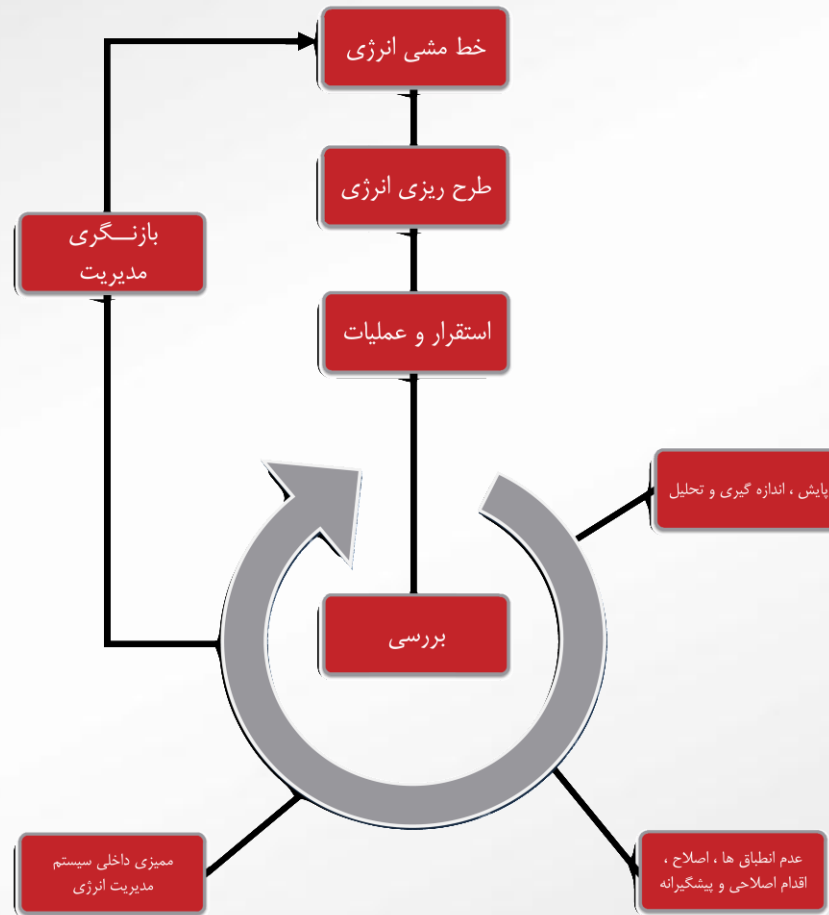 خط مشی انرژی
طرح ریزی انرژی
بازنــگری
مدیریت
استقرار و عملیات
پایش ، اندازه گیری و تحلیل
بررسی
عدم انطباق ها ، اصلاح ،
اقدام اصلاحی و پیشگیرانه
ممیزی داخلی سیستم
مدیریت انرژی